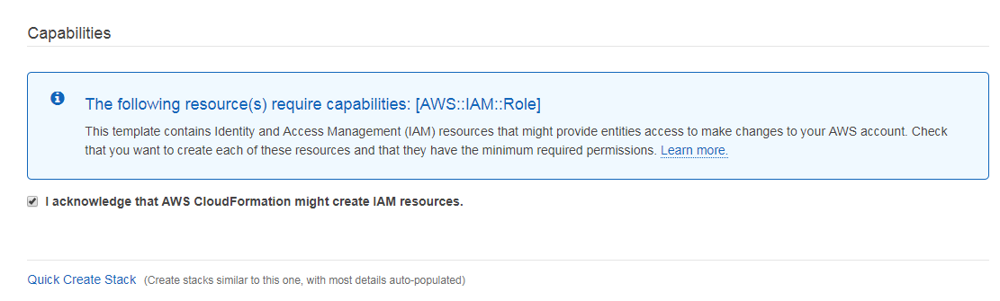 Capabilities
The following resource(s) require capabilities: [AWS::IAM::Role]
This template contains Identity and Access Management (IAM) resources that might provide entities access to make changes to your AWS account. Check
that you want to create each of these resources and that they have the minimum required permissions. Learn more.
I acknowledge that AWS CloudFormation might create IAM resources.
Quick Create Stack (Create stacks similar to this one, with most details auto-populated)